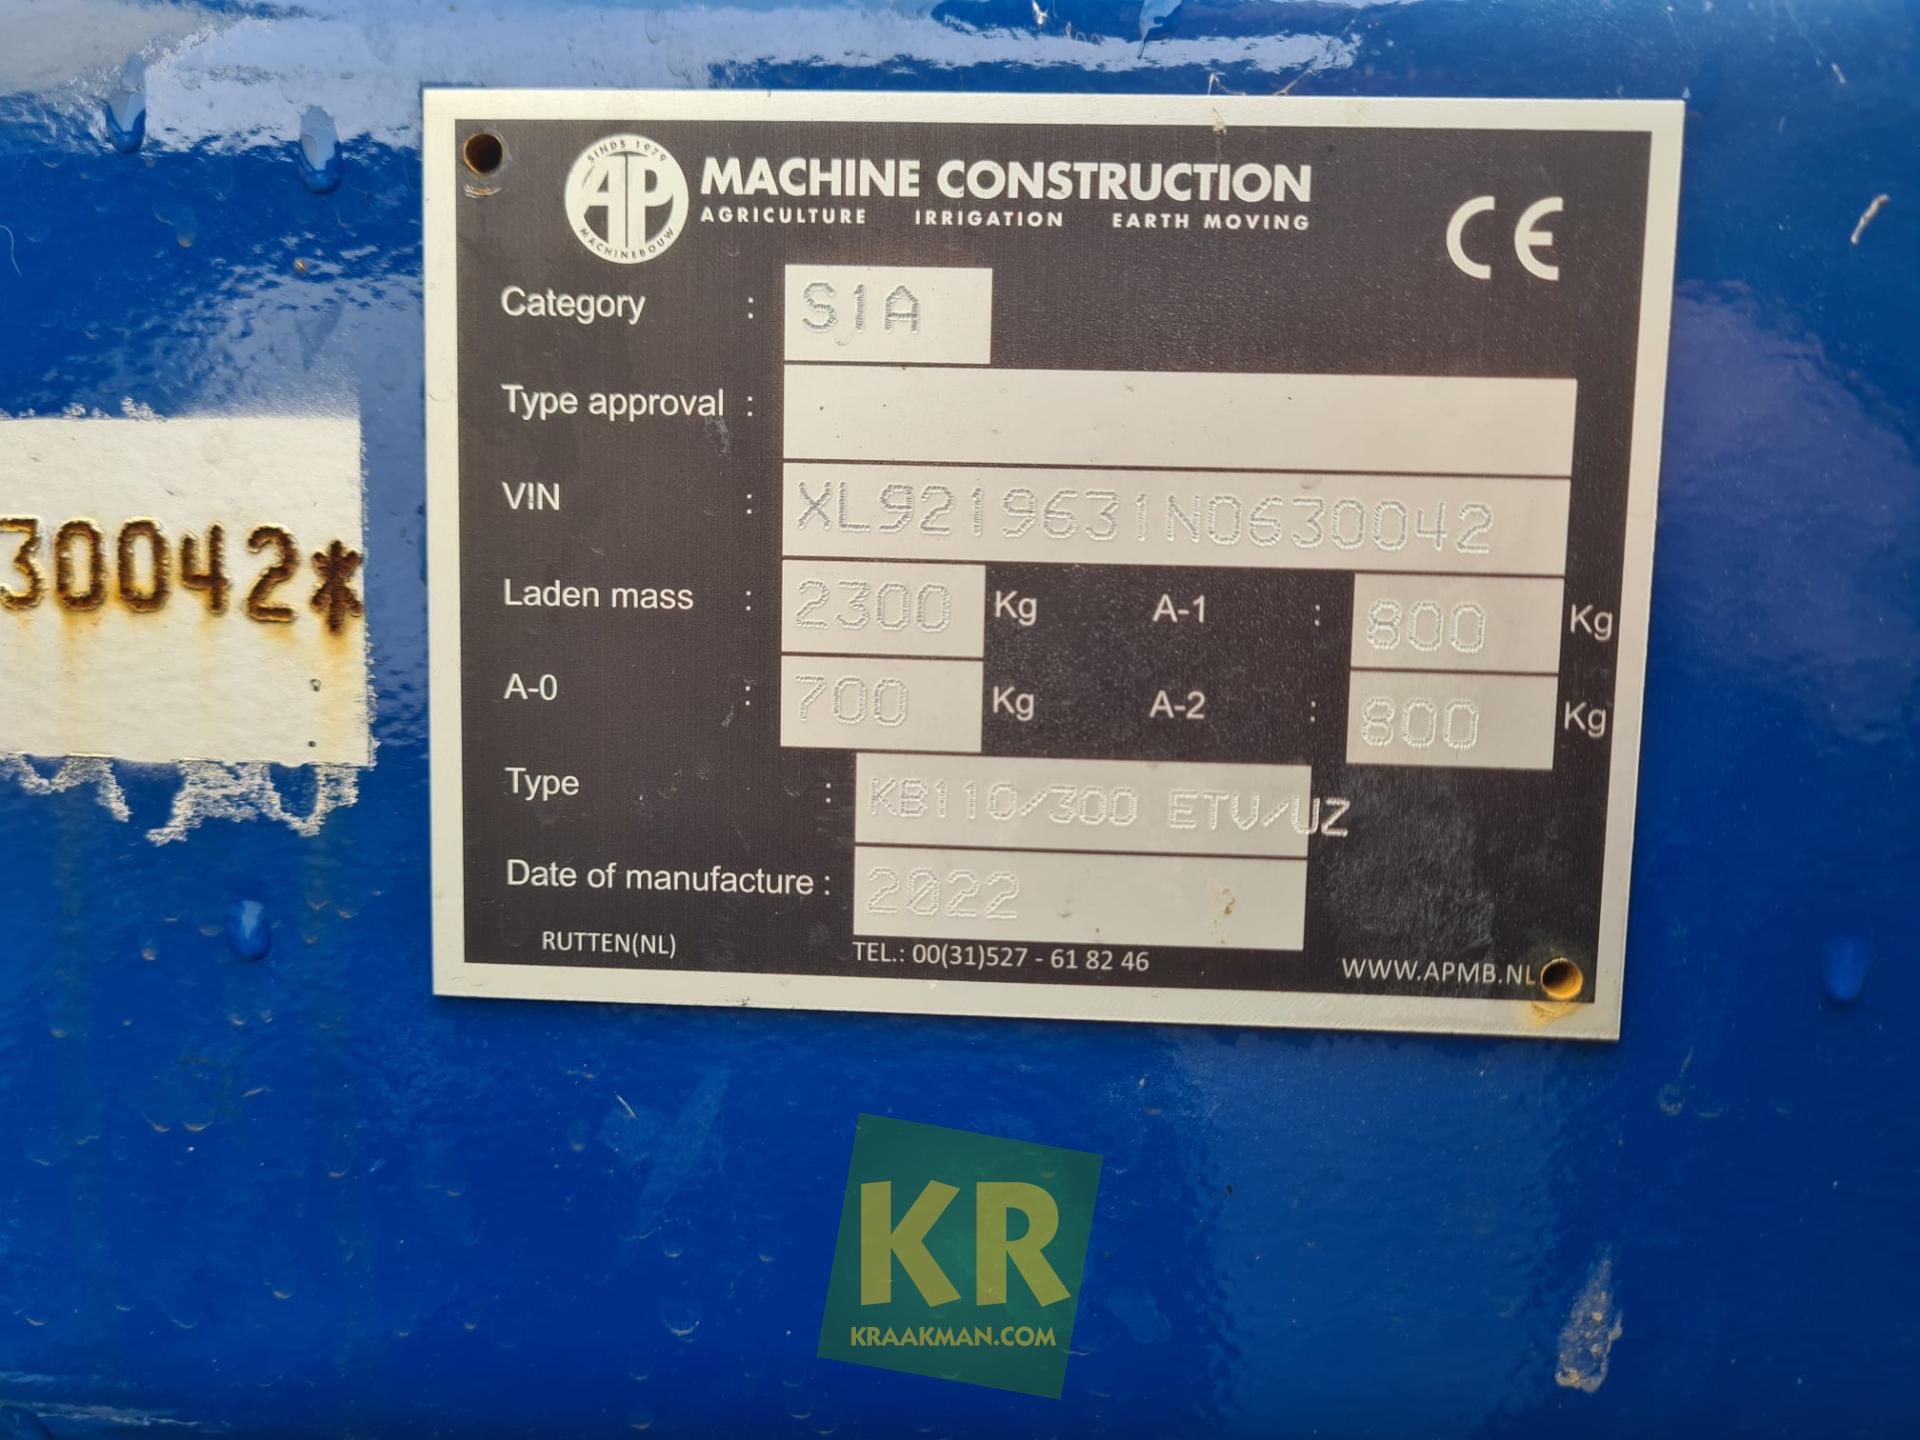 SINDS 1979
AP
MACHINEBOUW
MACHINE CONSTRUCTION
AGRICULTURE IRRIGATION EARTH MOVING
CE
Category : S1A
Type approval :
VIN : XL9219631N0630042
30042*
Laden mass : 2300 Kg A-1 : 800 Kg
A-0 : 700 Kg A-2 : 800 Kg
Type : KB110/300 ETV/UZ
Date of manufacture : 2022
RUTTEN(NL) TEL.: 00(31)527 - 61 82 46 WWW.APMB.NL
KR
KRAAKMAN.COM